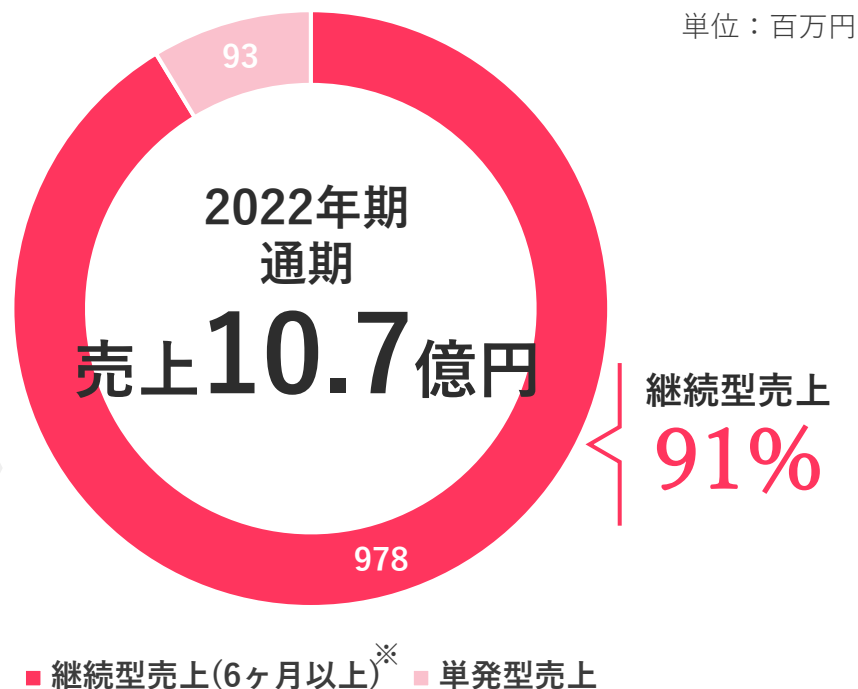 単位：百万円
93
2022年期
通期
売上10.7億円
継続型売上
91%
978
■ 継続型売上(6ヶ月以上)※ ■ 単発型売上